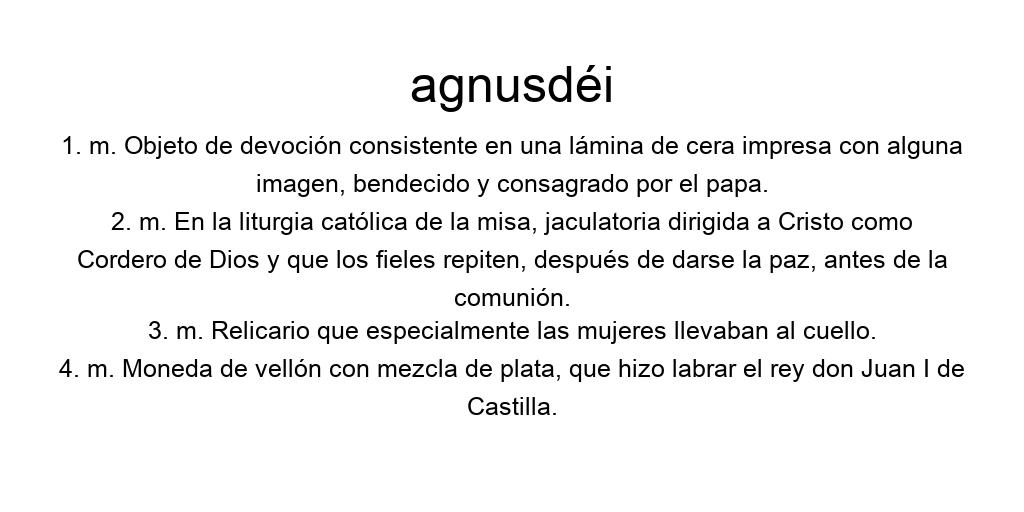 agnusdéi
1. m. Objeto de devoción consistente en una lámina de cera impresa con alguna
imagen, bendecido y consagrado por el papa.
2. m. En la liturgia católica de la misa, jaculatoria dirigida a Cristo como
Cordero de Dios y que los fieles repiten, después de darse la paz, antes de la
comunión.
3. m. Relicario que especialmente las mujeres llevaban al cuello.
4. m. Moneda de vellón con mezcla de plata, que hizo labrar el rey don Juan I de
Castilla.